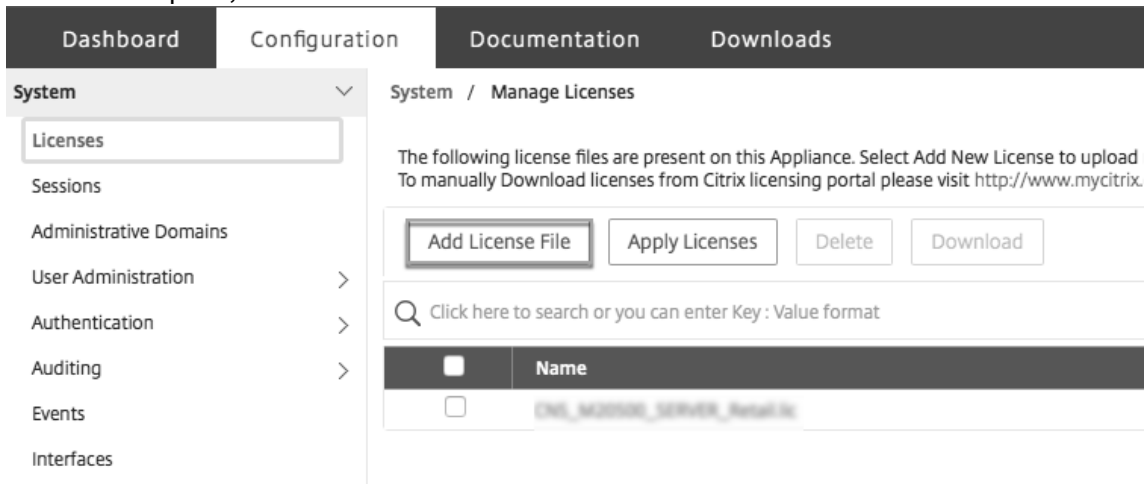 Dashboard Configuration Documentation Downloads
System
Licenses
Sessions
Administrative Domains
User Administration
Authentication
Auditing
Events
Interfaces
System / Manage Licenses
The following license files are present on this Appliance. Select Add New License to upload
To manually Download licenses from Citrix licensing portal please visit http://www.mycitrix.
Add License File Apply Licenses Delete Download
Click here to search or you can enter Key : Value format
Name